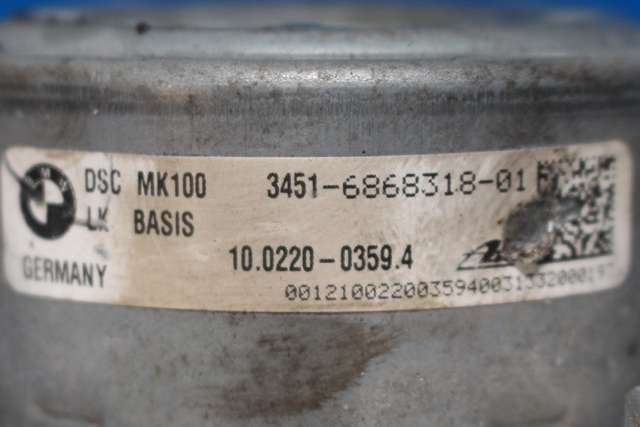 DSC MK100 3451-6868318-01
LK BASIS
10.0220-0359.4
GERMANY